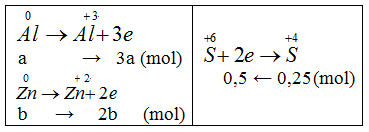 0 +3
Al → Al + 3e
a → 3a (mol)
0 +2
Zn → Zn + 2e
b → 2b (mol)
+6 +4
S + 2e → S
0,5 ← 0,25 (mol)